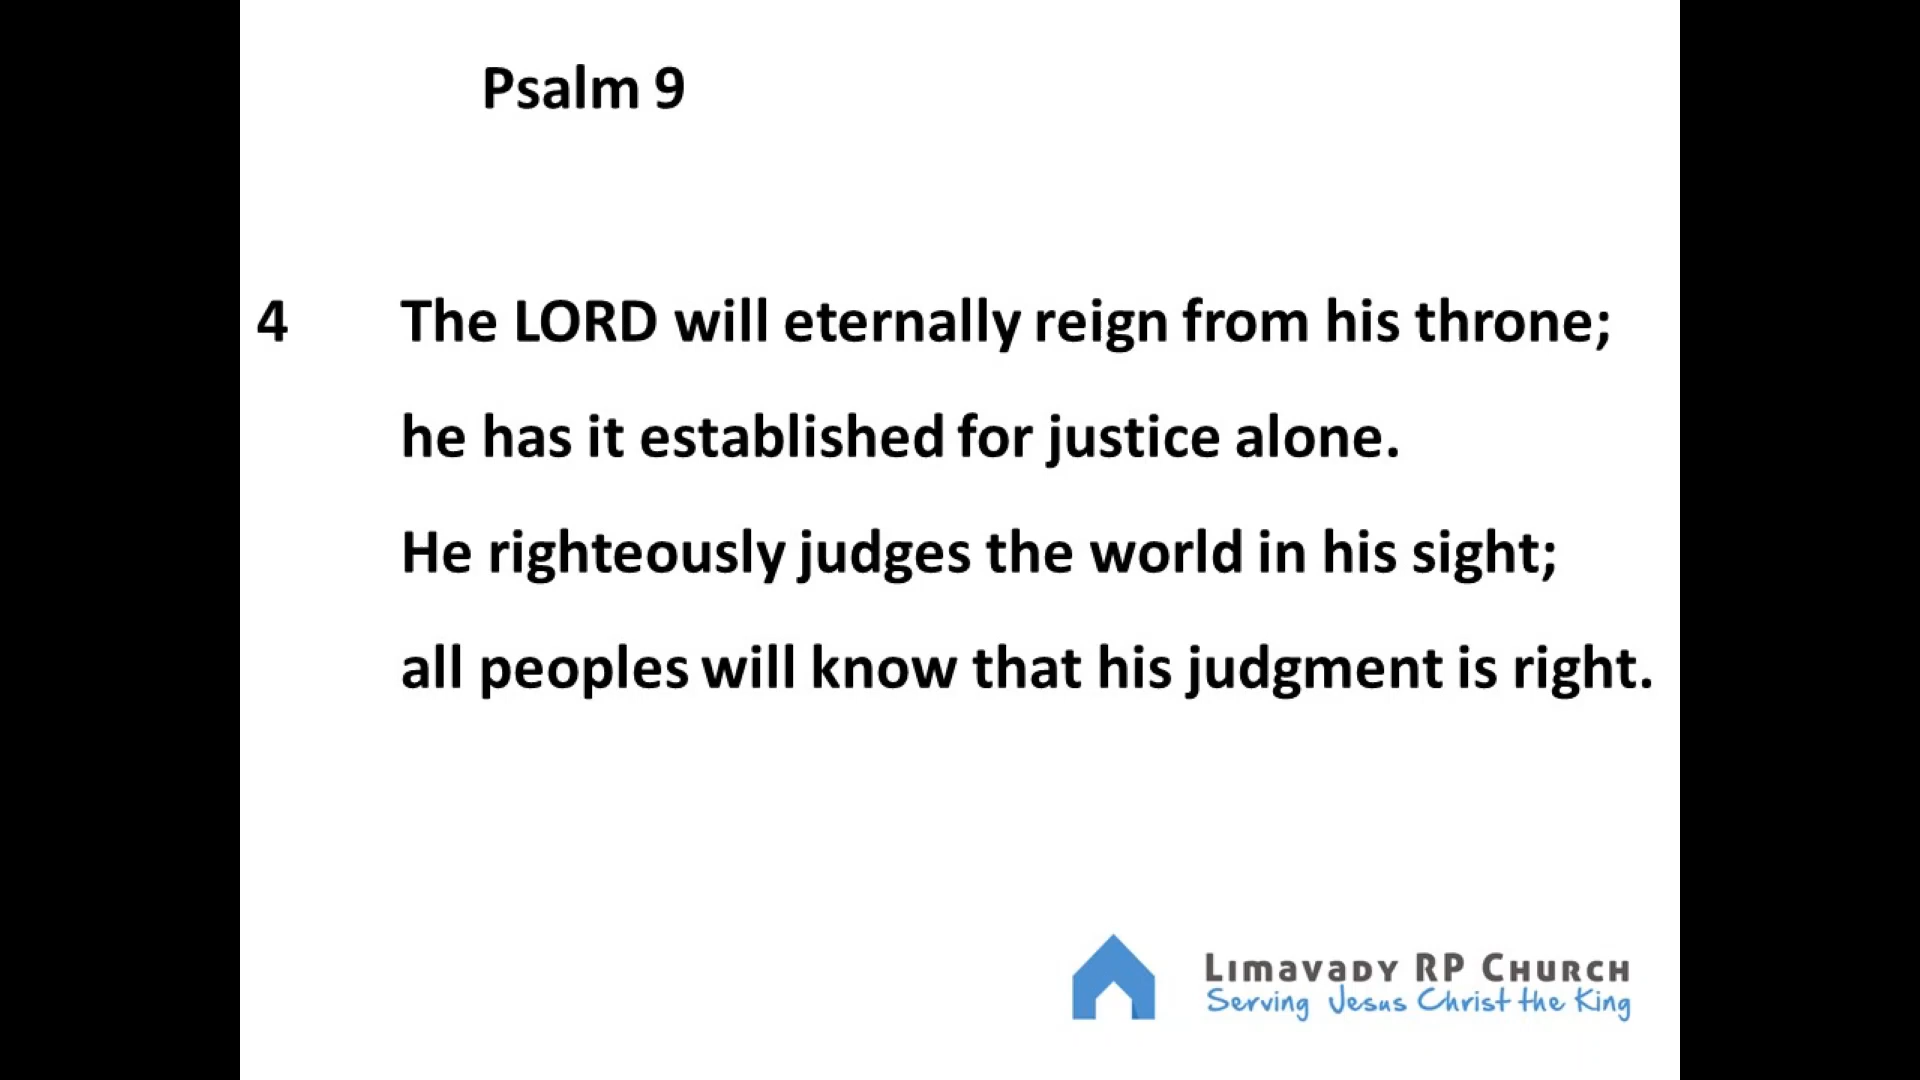 Psalm 9
4 The LORD will eternally reign from his throne;
he has it established for justice alone.
He righteously judges the world in his sight;
all peoples will know that his judgment is right.
LIMAVADY RP CHURCH
Serving Jesus Christ the King